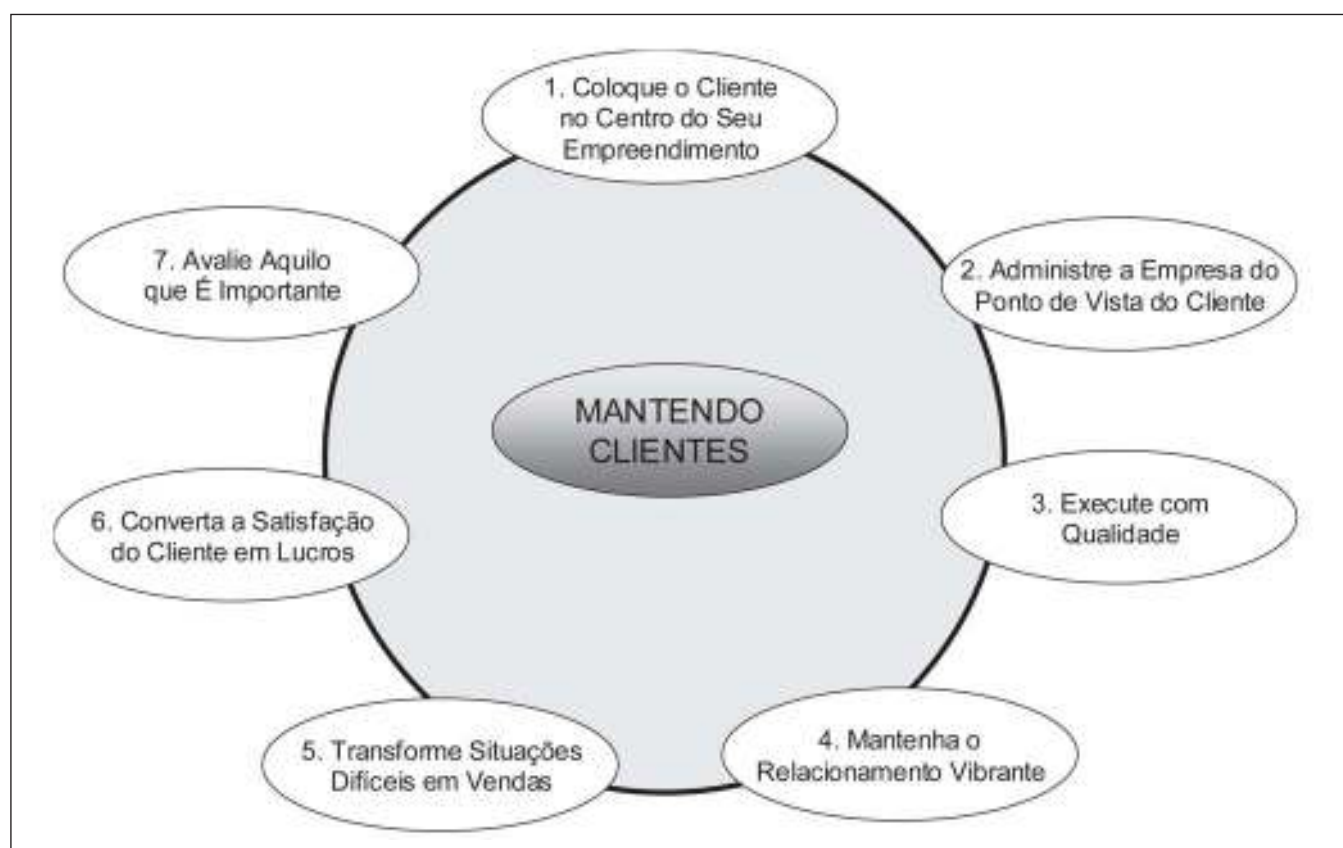 1. Coloque o Cliente
no Centro do Seu
Empreendimento
2. Administre a Empresa do
Ponto de Vista do Cliente
3. Execute com
Qualidade
4. Mantenha o
Relacionamento Vibrante
5. Transforme Situações
Difíceis em Vendas
6. Converta a Satisfação
do Cliente em Lucros
7. Avalie Aquilo
que É Importante
MANTENDO
CLIENTES